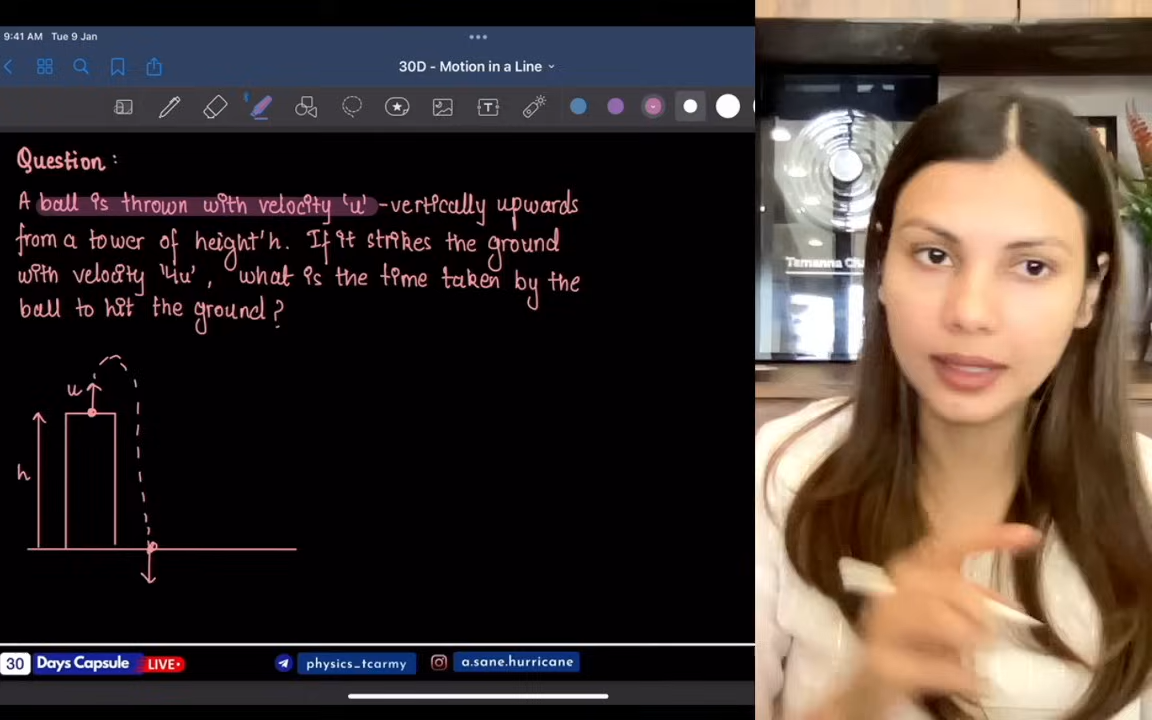 9:41 AM Tue 9 Jan
30D - Motion in a Line
Question:
A ball is thrown with velocity 'u' -vertically upwards
from a tower of height 'h. If it strikes the ground
with velocity '4u', what is the time taken by the
ball to hit the ground?
u
h
30 Days Capsule LIVE
physics_tcarmy
a.sane.hurricane